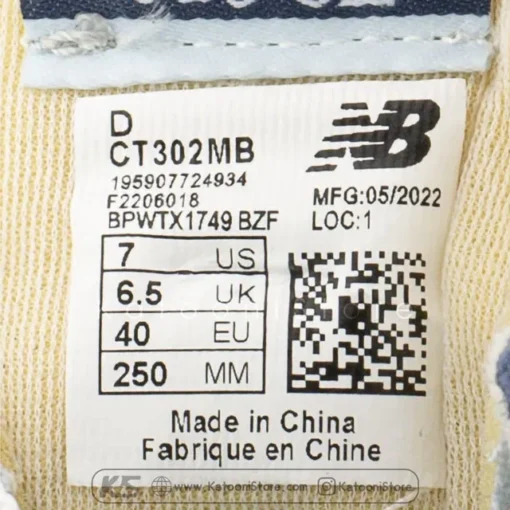 D
CT302MB
195907724934
F2206018
BPWTX1749 BZF
NB
MFG:05/2022
LOC:1
7 US
6.5 UK
40 EU
250 MM
Made in China
Fabrique en Chine
www.KatooniStore.com KatooniStore